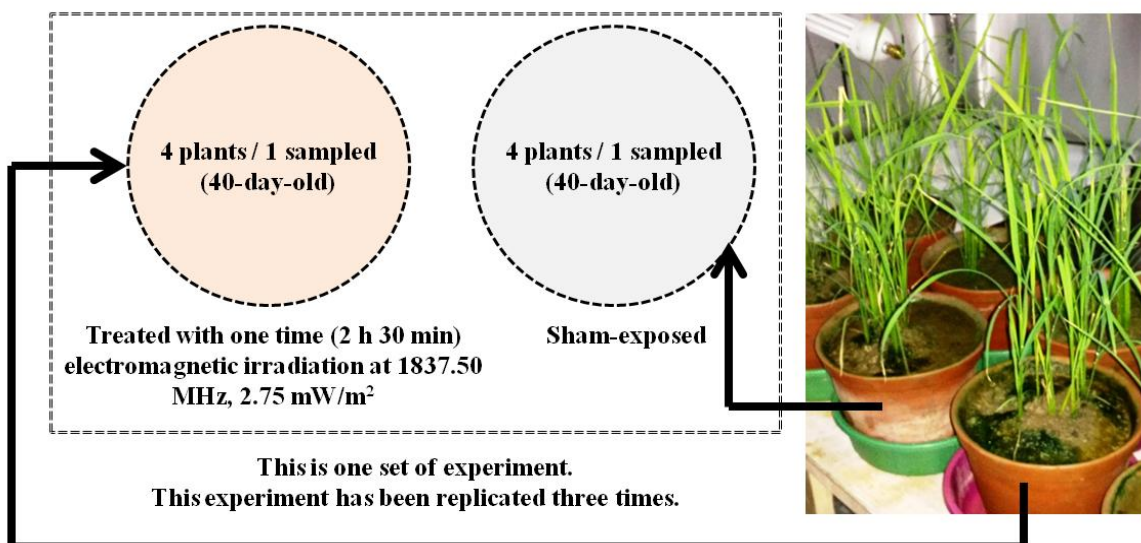 4 plants / 1 sampled
(40-day-old)
4 plants / 1 sampled
(40-day-old)
Treated with one time (2 h 30 min)
electromagnetic irradiation at 1837.50
MHz, 2.75 mW/m²
Sham-exposed
This is one set of experiment.
This experiment has been replicated three times.